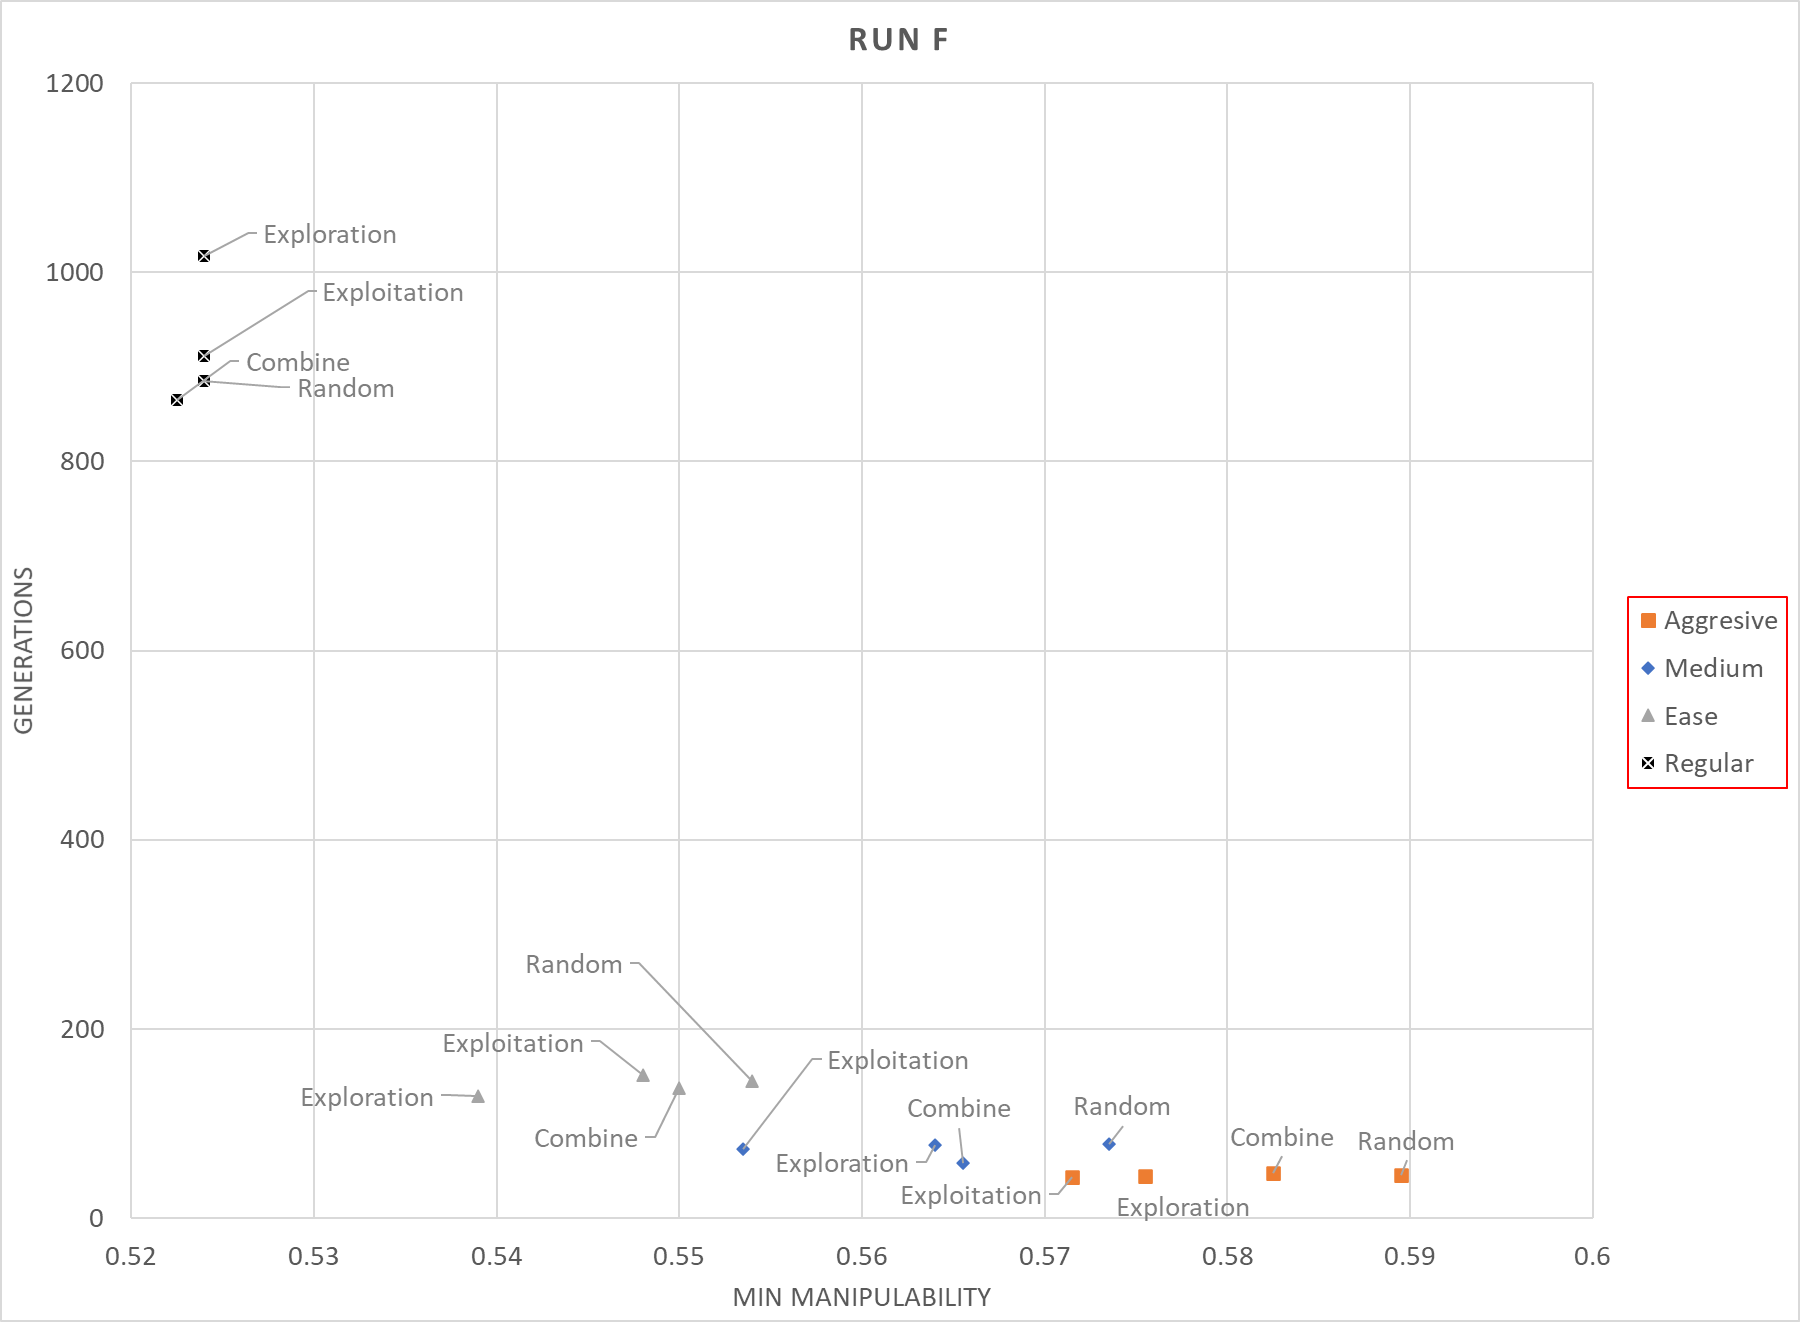 RUN F
1200
1000
800
600
400
200
0
GENERATIONS
Exploration
Exploitation
Combine
Random
Random
Exploitation
Exploration
Combine
Exploitation
Combine
Exploration
Random
Exploitation
Exploration
Combine
Random
Aggresive
Medium
Ease
Regular
0.52 0.53 0.54 0.55 0.56 0.57 0.58 0.59 0.6
MIN MANIPULABILITY